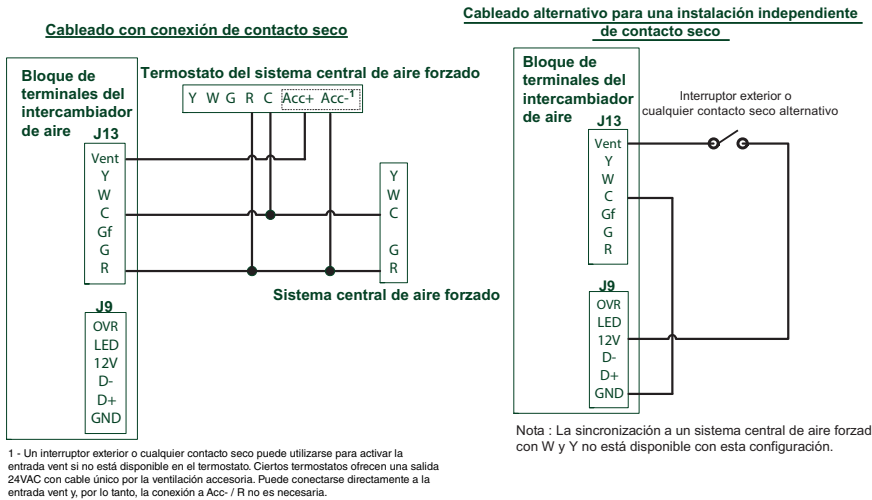 Cableado con conexión de contacto seco
Bloque de
terminales del
intercambiador
de aire
J13
Vent
Y
W
C
Gf
G
R
J9
OVR
LED
12V
D-
D+
GND
Termostato del sistema central de aire forzado
Y W G R C Acc+ Acc-1
Y
W
C
G
R
Sistema central de aire forzado
1 - Un interruptor exterior o cualquier contacto seco puede utilizarse para activar la
entrada vent si no está disponible en el termostato. Ciertos termostatos ofrecen una salida
24VAC con cable único por la ventilación accesoria. Puede conectarse directamente a la
entrada vent y, por lo tanto, la conexión a Acc- / R no es necesaria.
Cableado alternativo para una instalación independiente
de contacto seco
Bloque de
terminales del
intercambiador
de aire
J13
Vent
Y
W
C
Gf
G
R
J9
OVR
LED
12V
D-
D+
GND
Interruptor exterior o
cualquier contacto seco alternativo
Nota : La sincronización a un sistema central de aire forzad
con W y Y no está disponible con esta configuración.